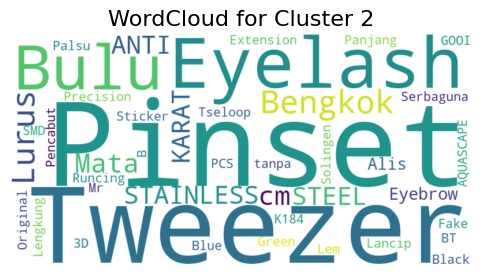 WordCloud for Cluster 2
Palsu ANTI Extension Panjang GOOI
Bulu Eyelash
Precision Bengkok Serbaguna
Lurus KARAT Sticker Tseloop
SMD Pencabut Pinset Solingen AQUASCAPE
Mata B PCS tanpa Alis
Runcing Mr STAINLESS cm STEEL Eyebrow
Original Lengkung Tweezer K184 Fake
3D Blue Green Lem Lancip BT
Black